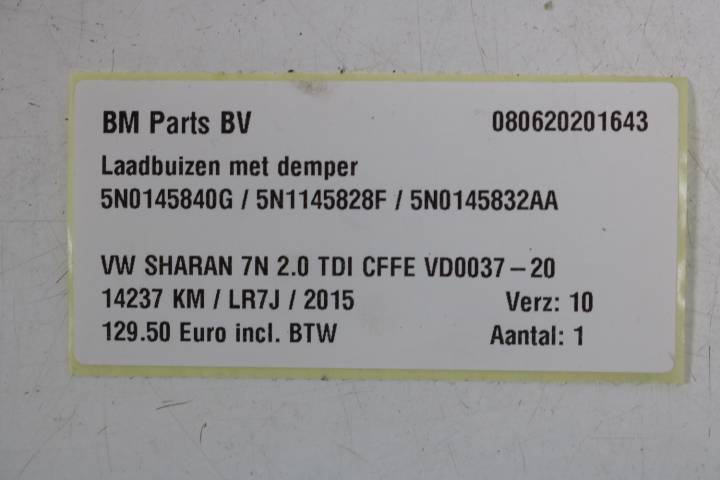 BM Parts BV 080620201643
Laadbuizen met demper
5N0145840G / 5N1145828F / 5N0145832AA
VW SHARAN 7N 2.0 TDI CFFE VD0037-20
14237 KM / LR7J / 2015 Verz: 10
129.50 Euro incl. BTW Aantal: 1